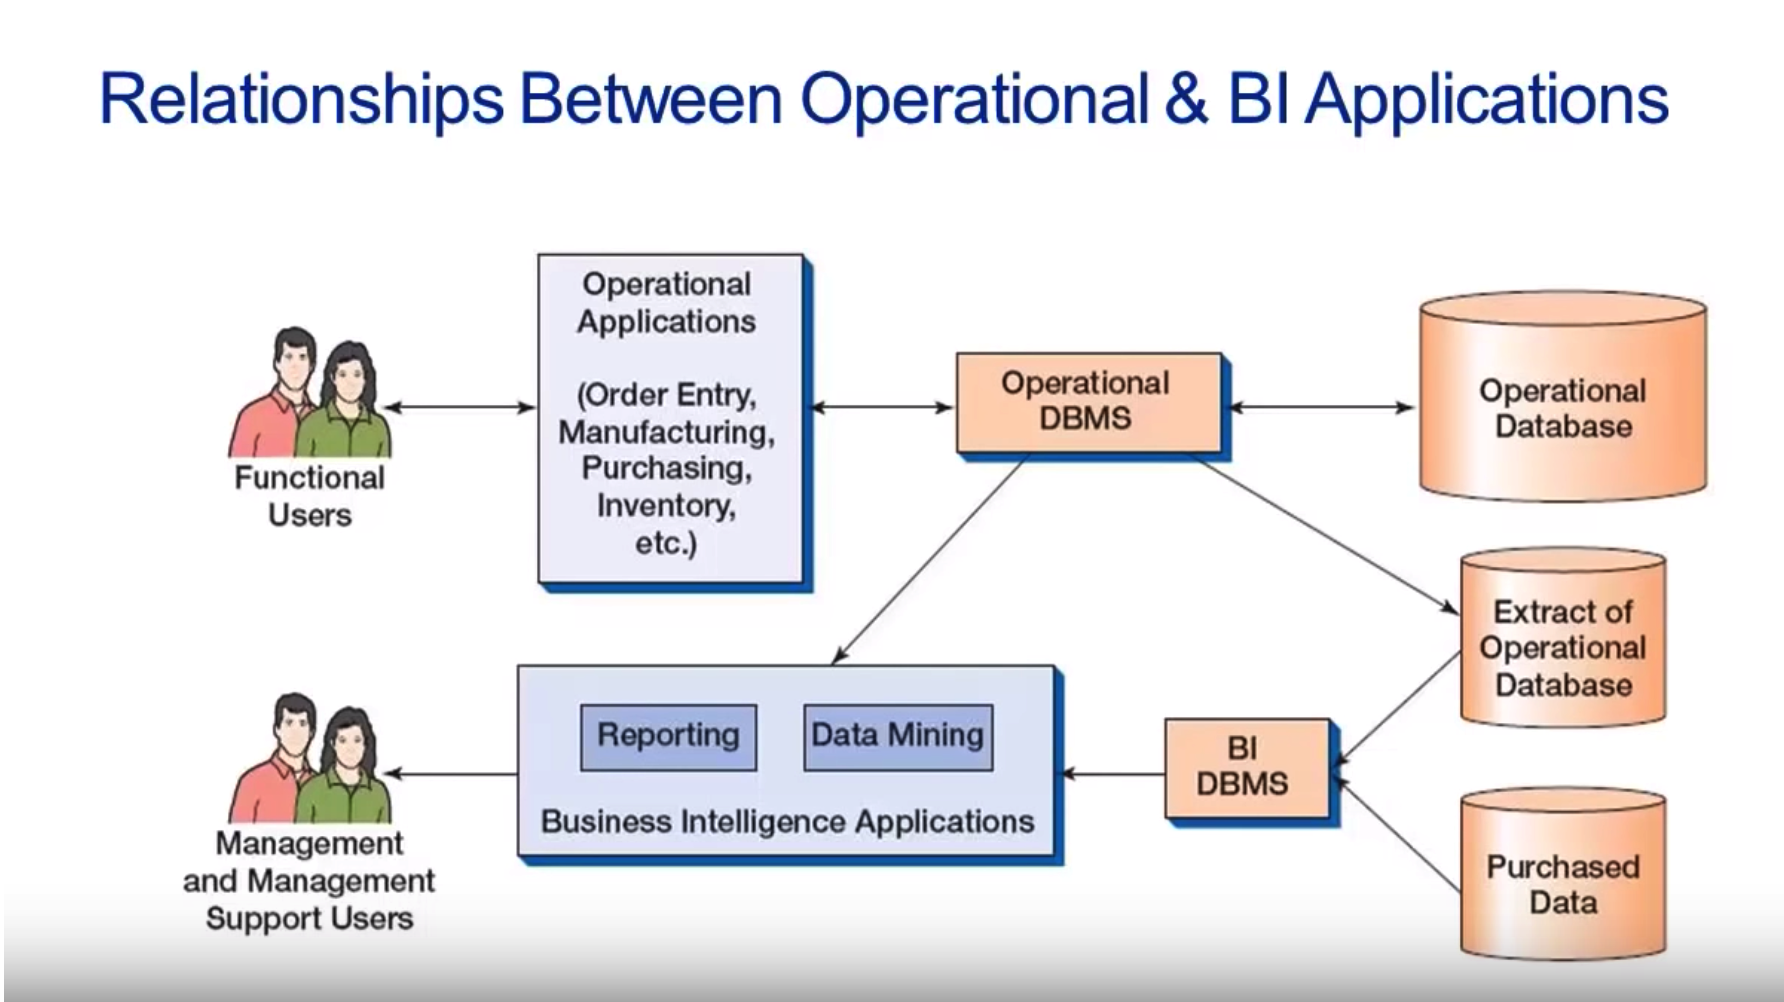 Relationships Between Operational & BI Applications
Operational
Applications
(Order Entry,
Manufacturing,
Purchasing,
Inventory,
etc.)
Operational
DBMS
Operational
Database
Functional
Users
Extract of
Operational
Database
Reporting
Data Mining
Business Intelligence Applications
BI
DBMS
Management
and Management
Support Users
Purchased
Data